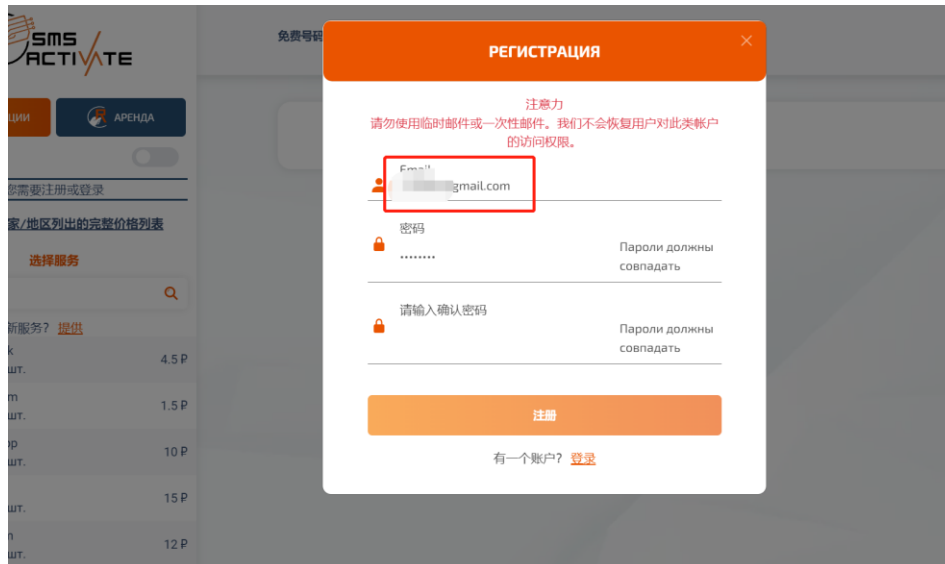 SMS
ACTIVATE
免费号码
ЦИИ
АРЕНДА
您需要注册或登录
家/地区列出的完整价格列表
选择服务
新服务? 提供
k
шт.
4.5 ₽
m
шт.
1.5 ₽
pp
шт.
10 ₽
шт.
15 ₽
n
шт.
12 ₽
РЕГИСТРАЦИЯ
注意力
请勿使用临时邮件或一次性邮件。我们不会恢复用户对此类帐户
的访问权限。
Email
gmail.com
密码
········
Пароли должны
совпадать
请输入确认密码
Пароли должны
совпадать
注册
有一个账户? 登录